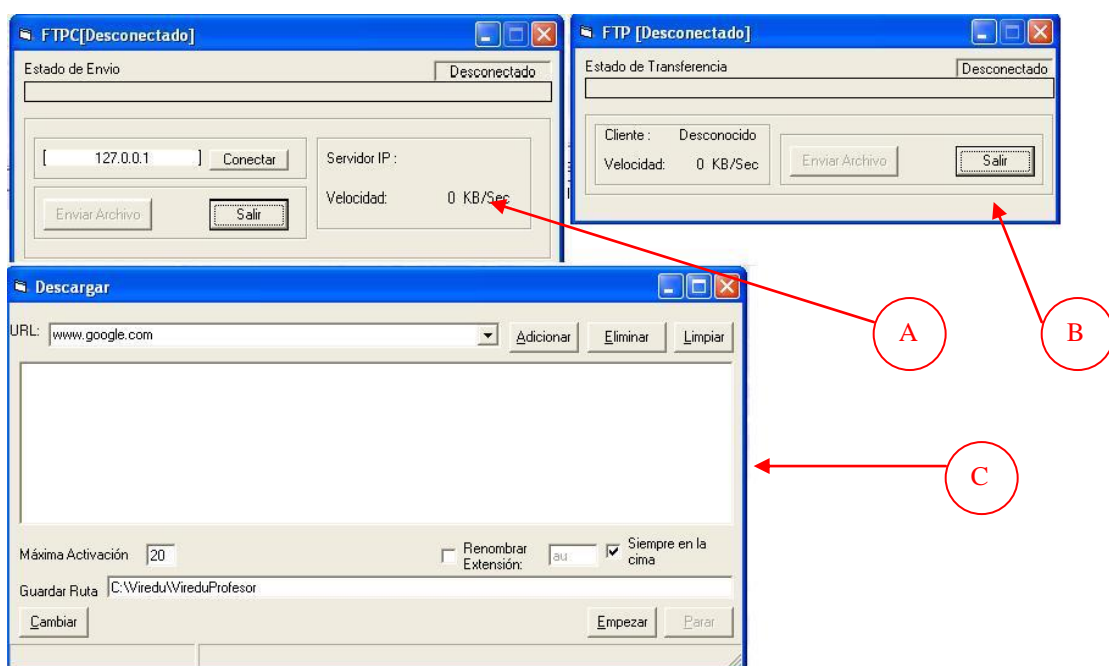 FTPC[Desconectado]
Estado de Envio
Desconectado
[ 127.0.0.1 ] Conectar
Servidor IP :
Enviar Archivo
Salir
Velocidad: 0 KB/Sec
FTP [Desconectado]
Estado de Transferencia
Desconectado
Cliente : Desconocido
Velocidad: 0 KB/Sec
Enviar Archivo
Salir
A
B
Descargar
URL: www.google.com
Adicionar
Eliminar
Limpiar
C
Máxima Activación 20
Renombrar
Extensión:
au
Siempre en la
cima
Guardar Ruta C:\Viredu\VireduProfesor
Cambiar
Empezar
Parar